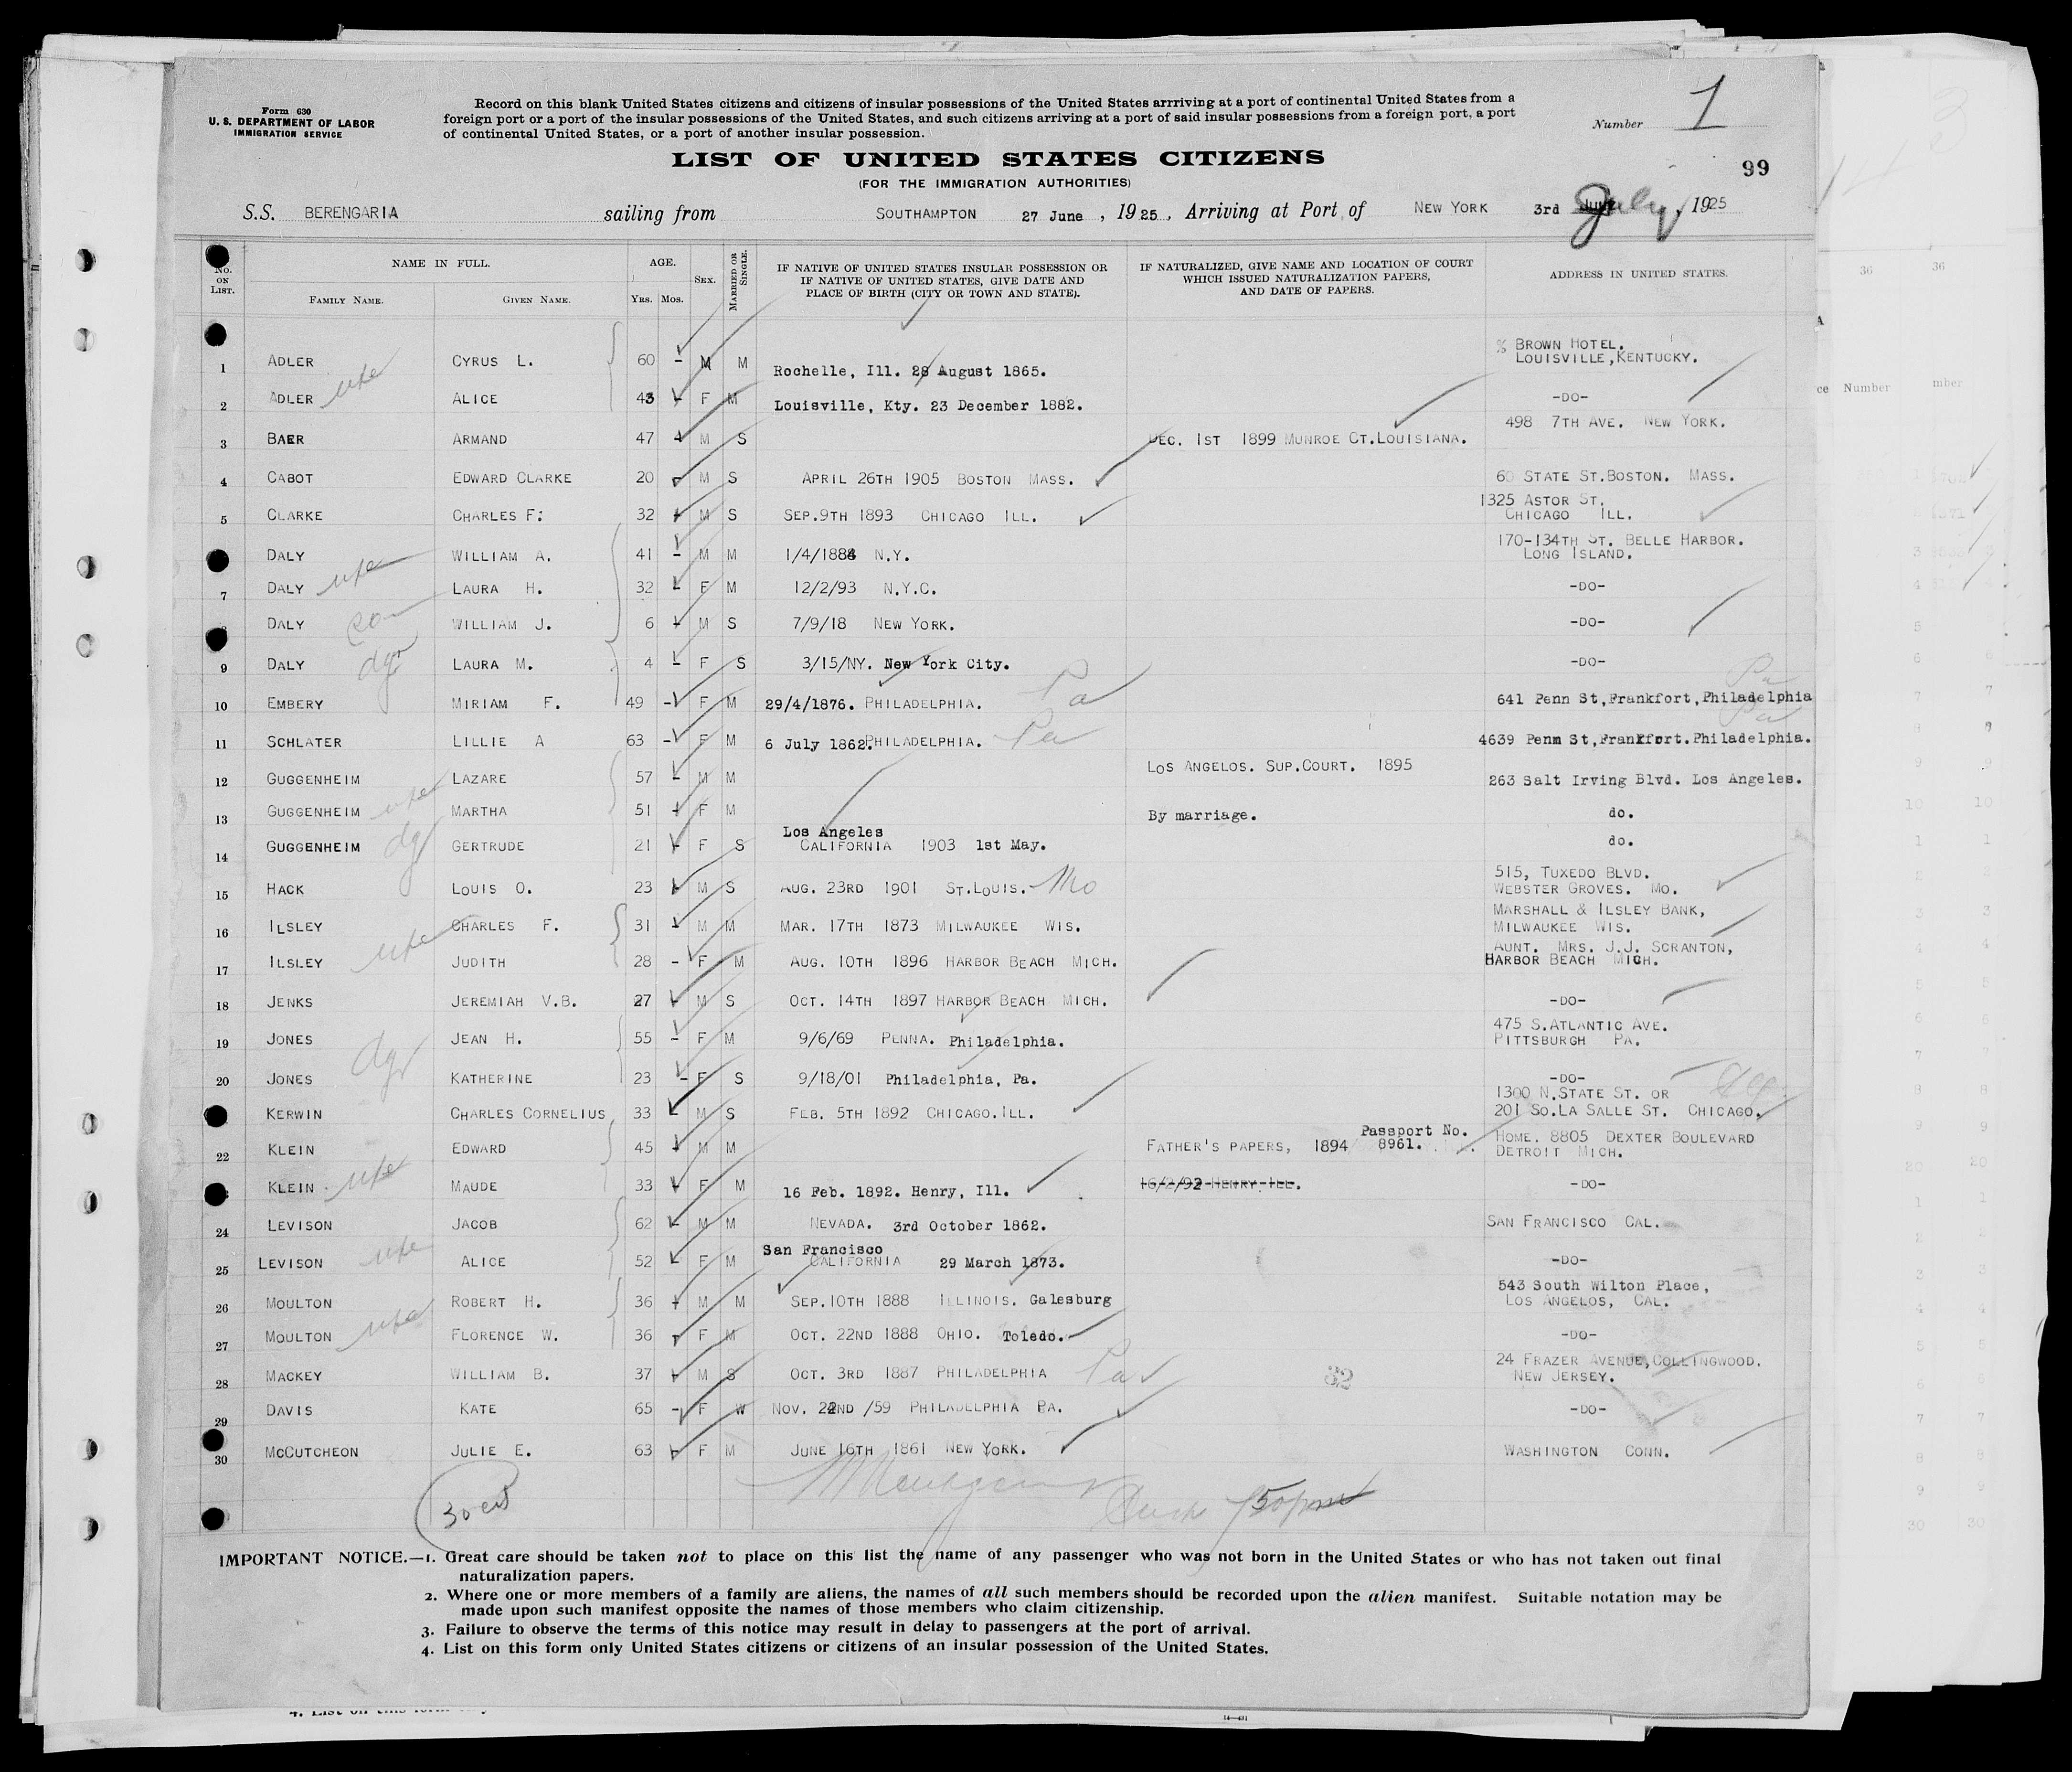 Form 630
U. S. DEPARTMENT OF LABOR
IMMIGRATION SERVICE
Record on this blank United States citizens and citizens of insular possessions of the United States arrriving at a port of continental United States from a
foreign port or a port of the insular possessions of the United States, and such citizens arriving at a port of said insular possessions from a foreign port, a port
of continental United States, or a port of another insular possession.
Number 1
LIST OF UNITED STATES CITIZENS
99
(FOR THE IMMIGRATION AUTHORITIES)
S.S. BERENGARIA sailing from SOUTHAMPTON 27 June, 1925, Arriving at Port of NEW YORK 3rd July, 1925
No. ON LIST. NAME IN FULL. AGE. SEX. MARRIED OR SINGLE. IF NATIVE OF UNITED STATES INSULAR POSSESSION OR IF NATIVE OF UNITED STATES, GIVE DATE AND PLACE OF BIRTH (CITY OR TOWN AND STATE). IF NATURALIZED, GIVE NAME AND LOCATION OF COURT WHICH ISSUED NATURALIZATION PAPERS, AND DATE OF PAPERS. ADDRESS IN UNITED STATES.
FAMILY NAME. GIVEN NAME. YRS. MOS.
% BROWN HOTEL.
1 ADLER CYRUS L. 60 - M M Rochelle, Ill. 28 August 1865. LOUISVILLE, KENTUCKY.
2 ADLER wife ALICE 43 - F M Louisville, Kty. 23 December 1882. -DO-
3 BAER ARMAND 47 - M S DEC. 1ST 1899 MUNROE CT. LOUISIANA. 498 7TH AVE. NEW YORK.
4 CABOT EDWARD CLARKE 20 - M S APRIL 26TH 1905 BOSTON MASS. 60 STATE ST. BOSTON. MASS.
1325 ASTOR ST.
5 CLARKE CHARLES F. 32 - M S SEP. 9TH 1893 CHICAGO ILL. CHICAGO ILL.
170-134TH ST. BELLE HARBOR.
DALY WILLIAM A. 41 - M M 1/4/1884 N.Y. LONG ISLAND.
7 DALY wife LAURA H. 32 - F M 12/2/93 N.Y.C. -DO-
DALY son WILLIAM J. 6 - M S 7/9/18 NEW YORK. -DO-
9 DALY dgr LAURA M. 4 - F S 3/15/NY. New York City. -DO-
10 EMBERY MIRIAM F. 49 - F M 29/4/1876. PHILADELPHIA. Pa 641 Penn St, Frankfort, Philadelphia Pa
11 SCHLATER LILLIE A 63 - F M 6 July 1862. PHILADELPHIA. Pa 4639 Penn St, Frankfort. Philadelphia. Pa
12 GUGGENHEIM LAZARE 57 - M M LOS ANGELOS. SUP. COURT. 1895 263 Salt Irving Blvd. Los Angeles.
13 GUGGENHEIM wife MARTHA 51 - F M By marriage. do.
Los Angeles
14 GUGGENHEIM dgr GERTRUDE 21 - F S CALIFORNIA 1903 1st May. do.
515, TUXEDO BLVD.
15 HACK LOUIS O. 23 - M S AUG. 23RD 1901 ST. LOUIS. Mo WEBSTER GROVES. MO.
MARSHALL & ILSLEY BANK,
16 ILSLEY CHARLES F. 31 - M M MAR. 17TH 1873 MILWAUKEE WIS. MILWAUKEE WIS.
AUNT. MRS. J.J. SCRANTON,
17 ILSLEY wife JUDITH 28 - F M AUG. 10TH 1896 HARBOR BEACH MICH. HARBOR BEACH MICH.
18 JENKS JEREMIAH V.B. 27 - M S OCT. 14TH 1897 HARBOR BEACH MICH. -DO-
475 S. ATLANTIC AVE.
19 JONES JEAN H. 55 - F M 9/6/69 PENNA. Philadelphia. PITTSBURGH PA.
20 JONES dgr KATHERINE 23 - F S 9/18/01 Philadelphia, Pa. -DO-
1300 N. STATE ST. OR
KERWIN CHARLES CORNELIUS 33 - M S FEB. 5TH 1892 CHICAGO. ILL. 201 SO. LA SALLE ST. CHICAGO.
Passport No. HOME. 8805 DEXTER BOULEVARD
22 KLEIN EDWARD 45 - M M FATHER'S PAPERS, 1894 8961. DETROIT MICH.
KLEIN wife MAUDE 33 - F M 16 Feb. 1892. Henry, Ill. 16/2/92 HENRY, ILL. -DO-
24 LEVISON JACOB 62 - M M NEVADA. 3rd October 1862. SAN FRANCISCO CAL.
San Francisco
25 LEVISON wife ALICE 52 - F M CALIFORNIA 29 March 1873. -DO-
543 South Wilton Place,
26 MOULTON ROBERT H. 36 - M M SEP. 10TH 1888 ILLINOIS. Galesburg LOS ANGELOS, CAL.
27 MOULTON wife FLORENCE W. 36 - F M OCT. 22ND 1888 OHIO. Toledo. -DO-
24 FRAZER AVENUE, COLLINGWOOD.
28 MACKEY WILLIAM B. 37 - M S OCT. 3RD 1887 PHILADELPHIA Pa 32 NEW JERSEY.
29 DAVIS KATE 65 - F W NOV. 22ND /59 PHILADELPHIA PA. -DO-
30 MCCUTCHEON JULIE E. 63 - F M JUNE 16TH 1861 NEW YORK. WASHINGTON CONN.
30 cit
IMPORTANT NOTICE.—1. Great care should be taken not to place on this list the name of any passenger who was not born in the United States or who has not taken out final
naturalization papers.
2. Where one or more members of a family are aliens, the names of all such members should be recorded upon the alien manifest. Suitable notation may be
made upon such manifest opposite the names of those members who claim citizenship.
3. Failure to observe the terms of this notice may result in delay to passengers at the port of arrival.
4. List on this form only United States citizens or citizens of an insular possession of the United States.